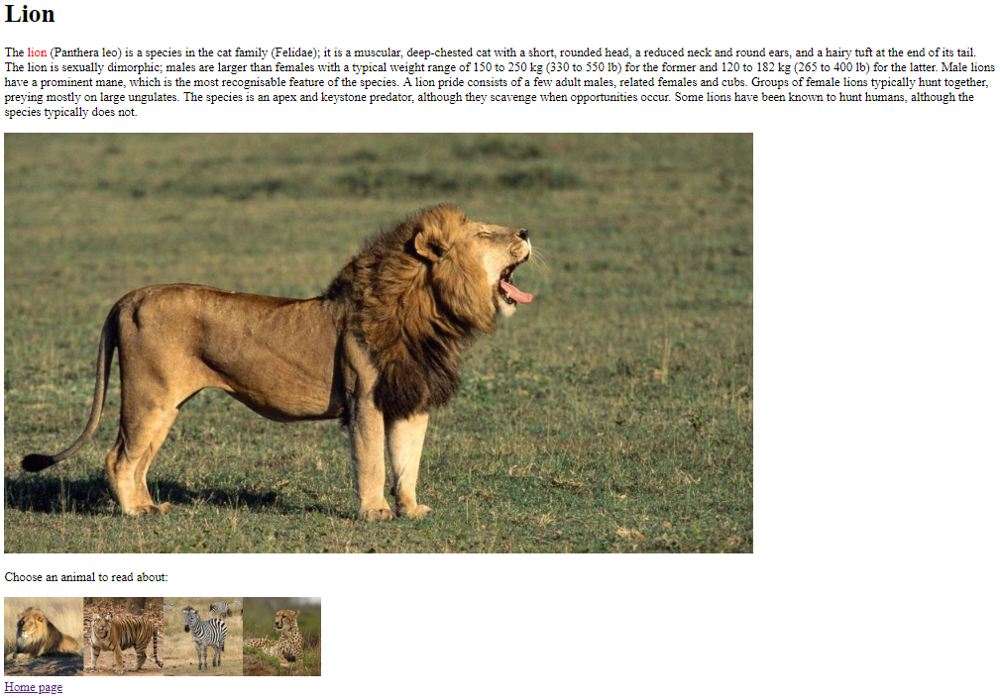 Lion
The lion (Panthera leo) is a species in the cat family (Felidae); it is a muscular, deep-chested cat with a short, rounded head, a reduced neck and round ears, and a hairy tuft at the end of its tail.
The lion is sexually dimorphic; males are larger than females with a typical weight range of 150 to 250 kg (330 to 550 lb) for the former and 120 to 182 kg (265 to 400 lb) for the latter. Male lions
have a prominent mane, which is the most recognisable feature of the species. A lion pride consists of a few adult males, related females and cubs. Groups of female lions typically hunt together,
preying mostly on large ungulates. The species is an apex and keystone predator, although they scavenge when opportunities occur. Some lions have been known to hunt humans, although the
species typically does not.
Choose an animal to read about:
Home page